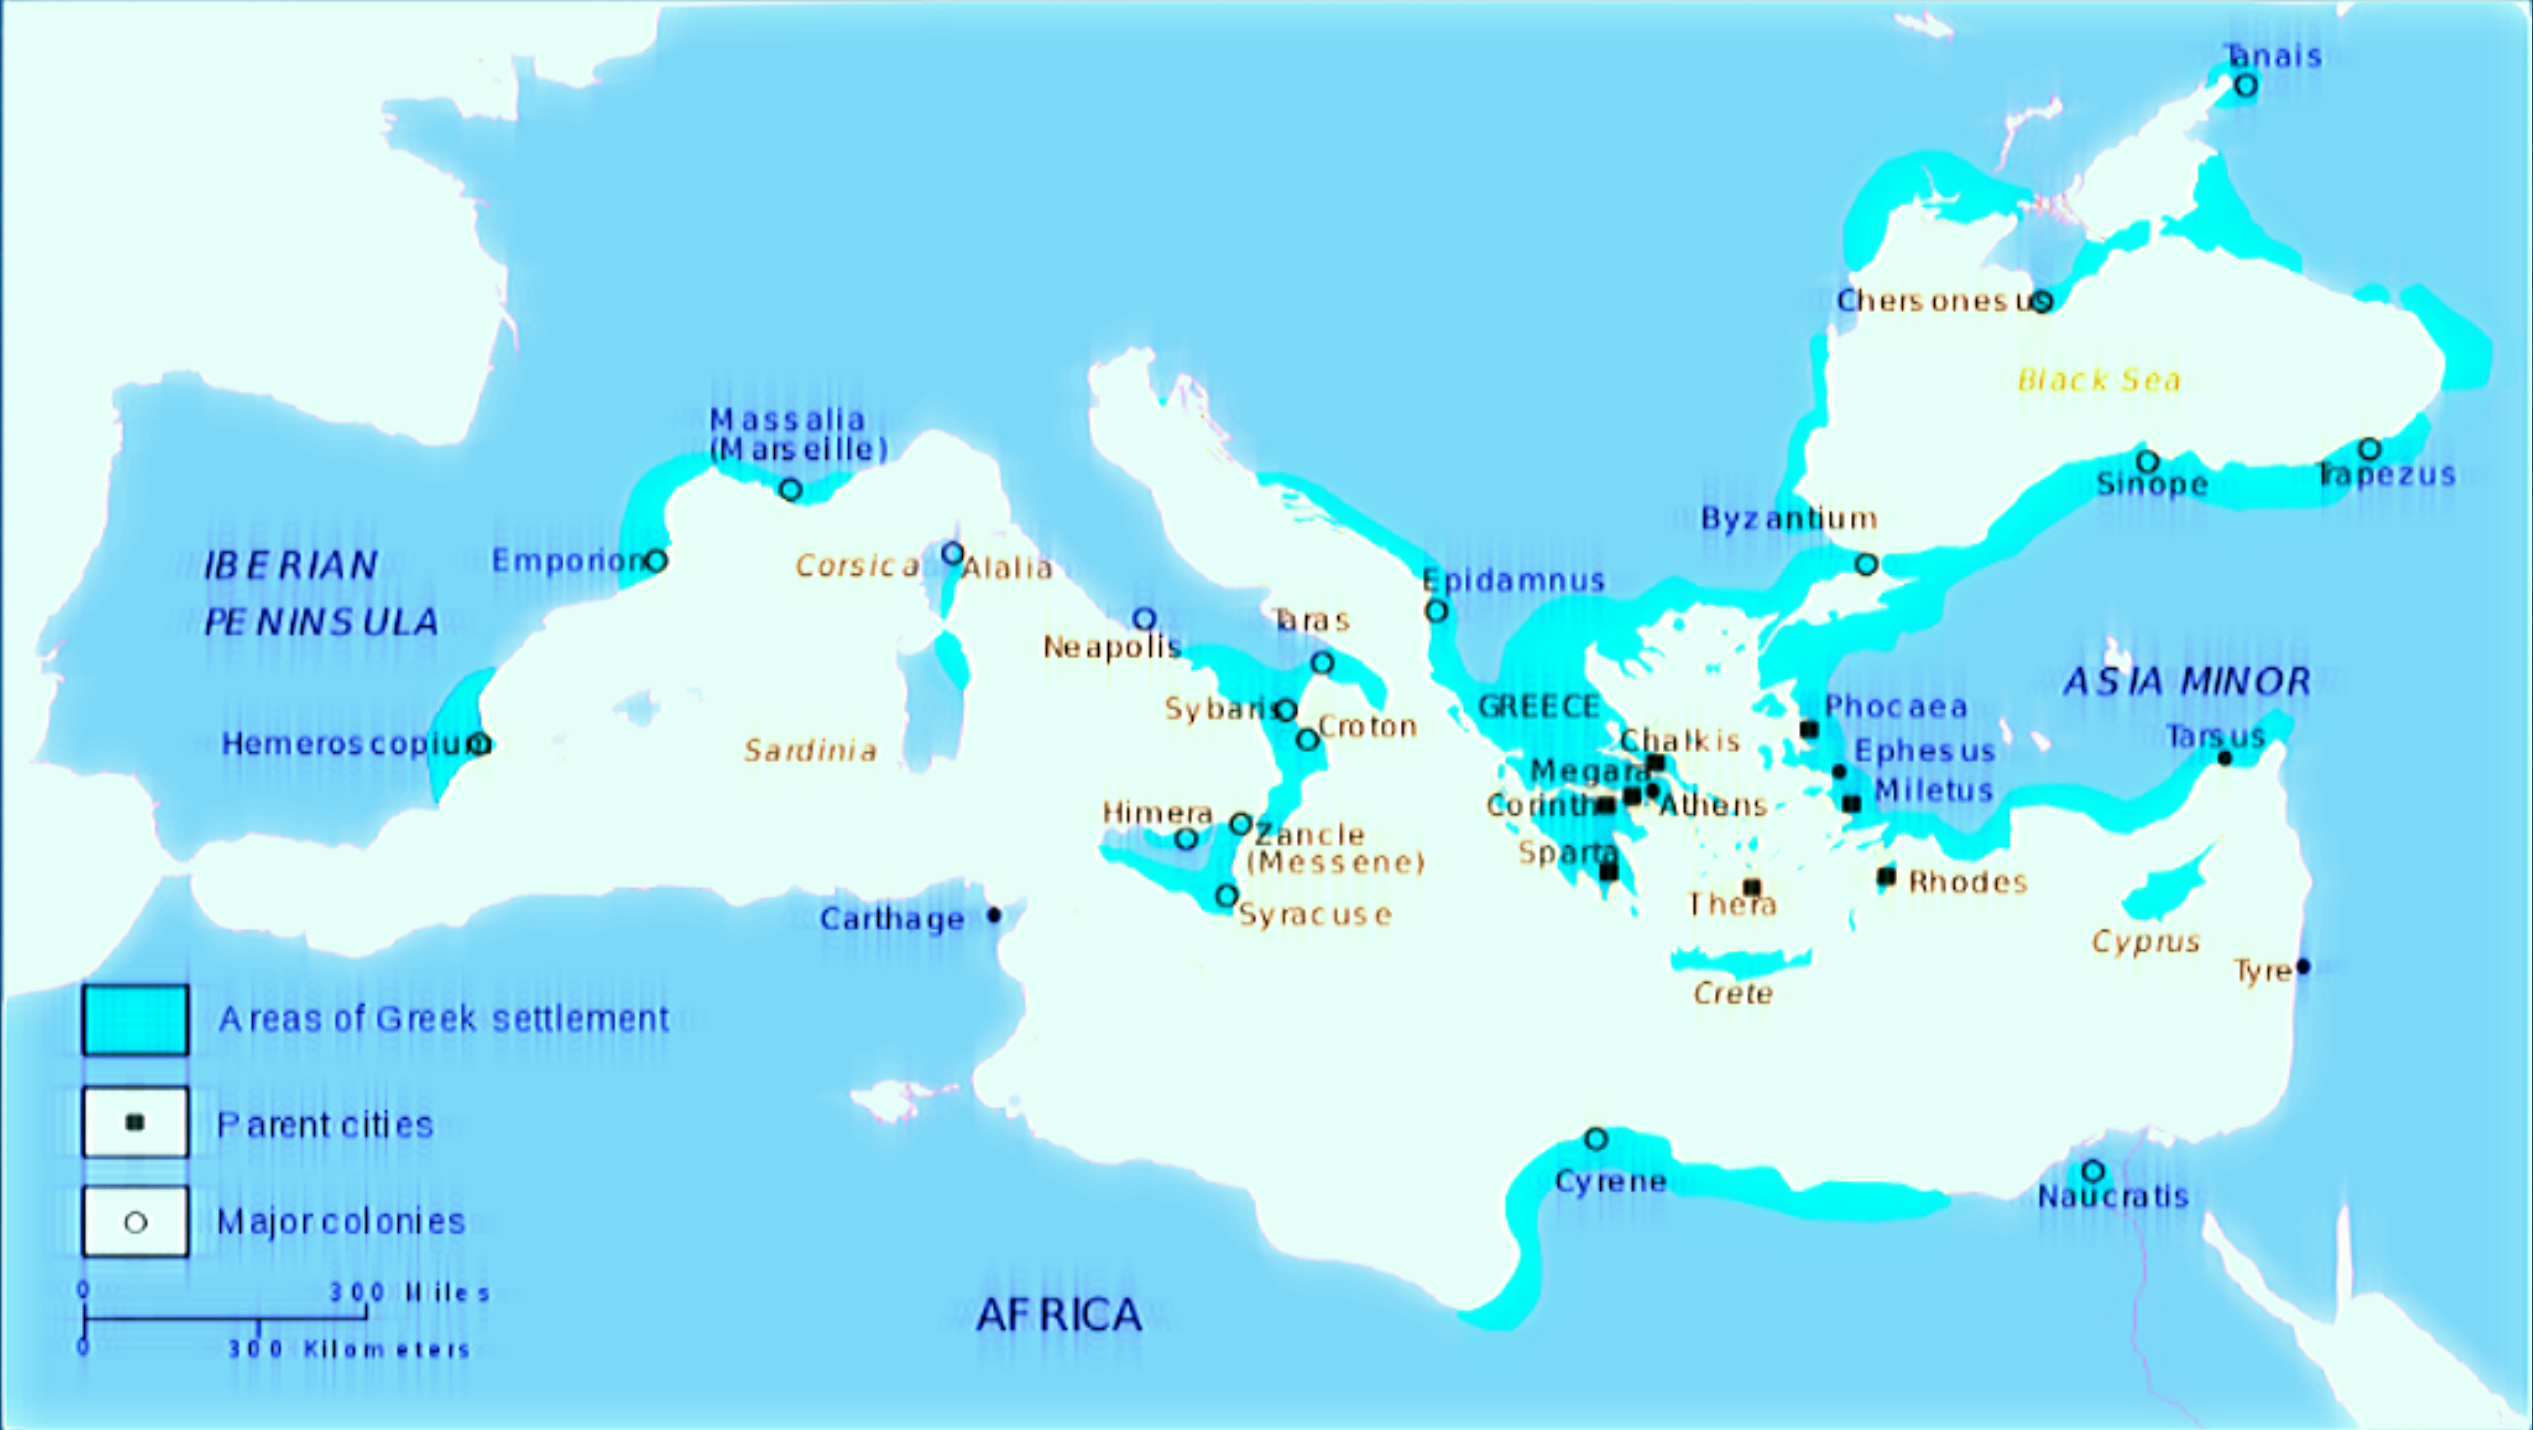 Tanais
Chersonesus
Black Sea
Massalia
(Marseille)
Sinope
Trapezus
Byzantium
IBERIAN
PENINSULA
Emporion
Corsica
Alalia
Epidamnus
Neapolis
Taras
ASIA MINOR
Sybaris
Croton
GREECE
Phocaea
Hemeroscopium
Sardinia
Chalkis
Ephesus
Tarsus
Megara
Miletus
Himera
Zancle
(Messene)
Corinth
Athens
Sparta
Rhodes
Carthage
Syracuse
Thera
Cyprus
Tyre
Crete
Areas of Greek settlement
Parent cities
Cyrene
Naucratis
Major colonies
0 300 Miles
0 300 Kilometers
AFRICA